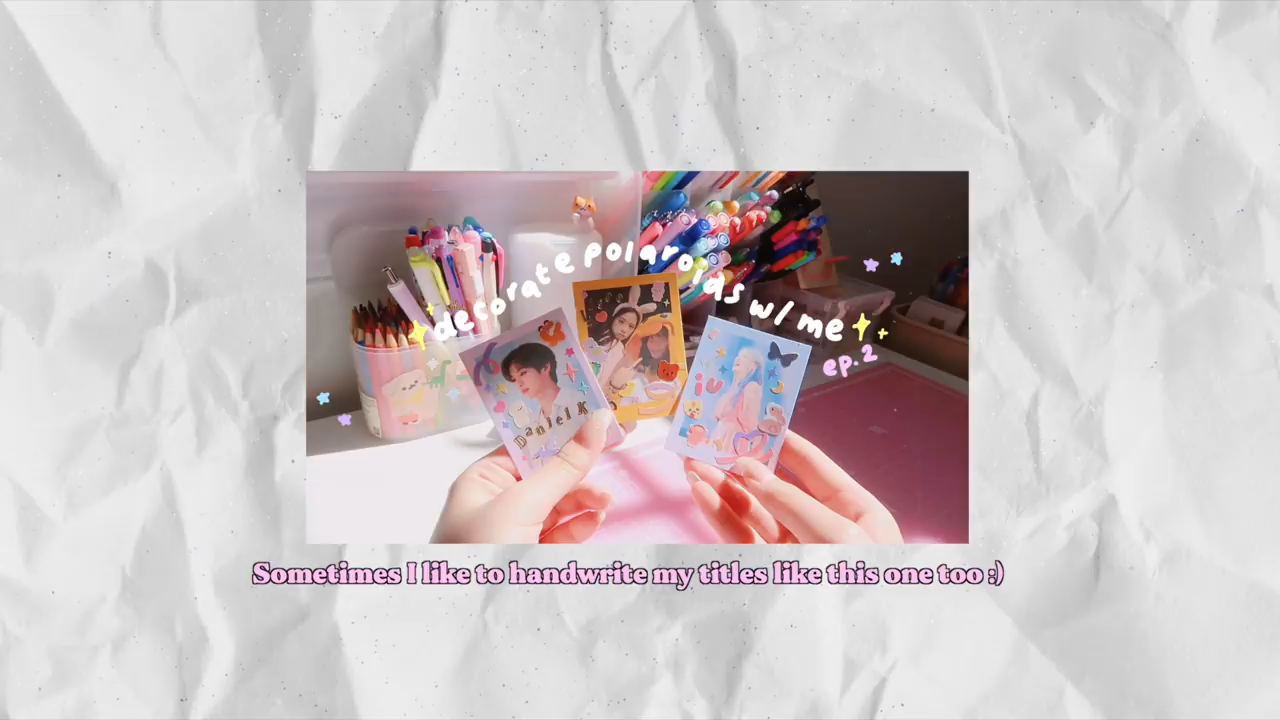 decorate polaroids w/ me
ep.2
Daniel K
iu
Sometimes I like to handwrite my titles like this one too :)